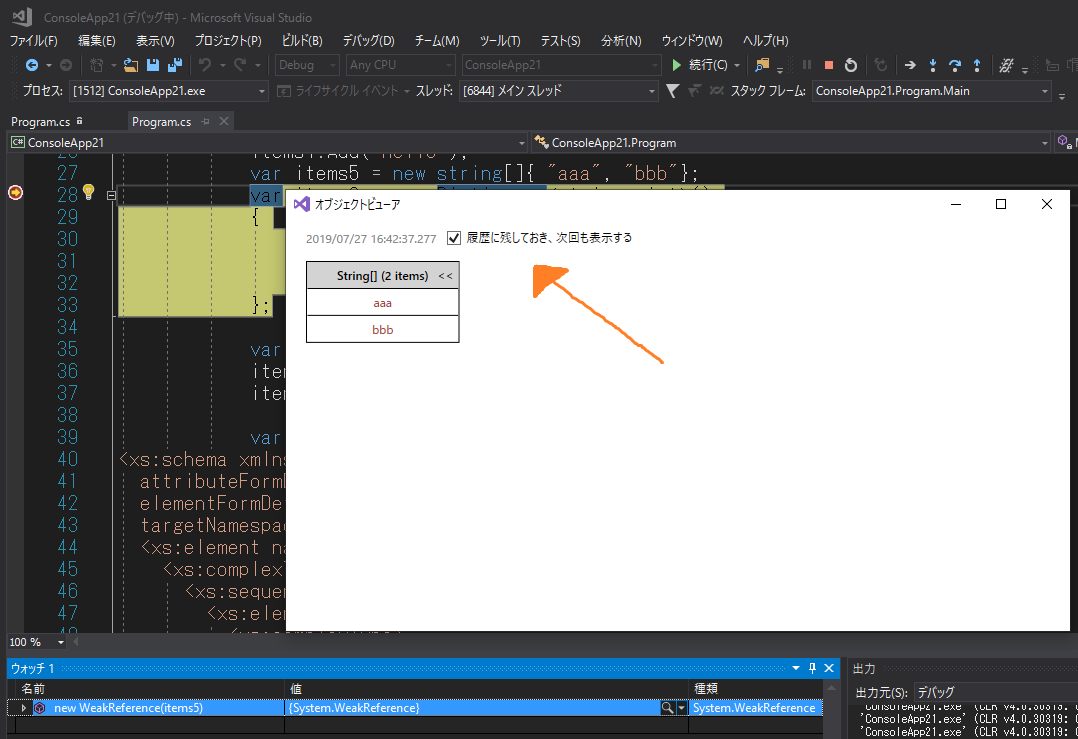 ConsoleApp21 (デバッグ中) - Microsoft Visual Studio
ファイル(F) 編集(E) 表示(V) プロジェクト(P) ビルド(B) デバッグ(D) チーム(M) ツール(T) テスト(S) 分析(N) ウィンドウ(W) ヘルプ(H)
Debug Any CPU ConsoleApp21 続行(C)
プロセス: [1512] ConsoleApp21.exe ライフサイクル イベント スレッド: [6844] メイン スレッド スタック フレーム: ConsoleApp21.Program.Main
Program.cs Program.cs
C# ConsoleApp21 ConsoleApp21.Program
27 var items5 = new string[]{ "aaa", "bbb"};
28 var
オブジェクトビューア
29 {
2019/07/27 16:42:37.277 履歴に残しておき、次回も表示する
30
31
String[] (2 items) <<
32
aaa
33 };
bbb
34
35 var
36 iter
37 iter
38
39 var
40 <xs:schema xmlns
41 attributeForm
42 elementFormDe
43 targetNamespac
44 <xs:element na
45 <xs:complex
46 <xs:seque
47 <xs:ele
100 %
ウォッチ 1
出力
名前 値 種類
出力元(S): デバッグ
new WeakReference(items5) {System.WeakReference} System.WeakReference
'ConsoleApp21.exe' (CLR v4.0.30319:
'ConsoleApp21.exe' (CLR v4.0.30319:
'ConsoleApp21.exe' (CLR v4.0.30319: